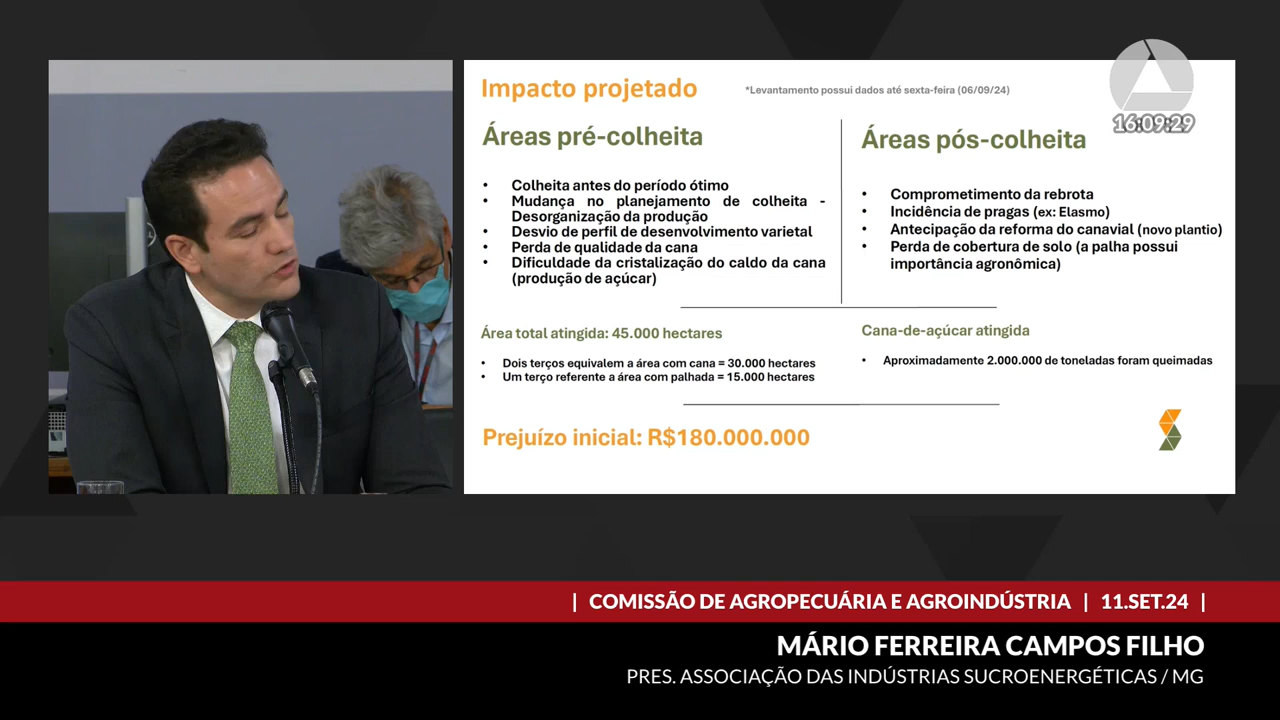 Impacto projetado
*Levantamento possui dados até sexta-feira (06/09/24)
16:09:29
Áreas pré-colheita
• Colheita antes do período ótimo
• Mudança no planejamento de colheita -
Desorganização da produção
• Desvio de perfil de desenvolvimento varietal
• Perda de qualidade da cana
• Dificuldade da cristalização do caldo da cana
(produção de açúcar)
Áreas pós-colheita
• Comprometimento da rebrota
• Incidência de pragas (ex: Elasmo)
• Antecipação da reforma do canavial (novo plantio)
• Perda de cobertura de solo (a palha possui
importância agronômica)
Área total atingida: 45.000 hectares
• Dois terços equivalem a área com cana = 30.000 hectares
• Um terço referente a área com palhada = 15.000 hectares
Cana-de-açúcar atingida
• Aproximadamente 2.000.000 de toneladas foram queimadas
Prejuízo inicial: R$180.000.000
| COMISSÃO DE AGROPECUÁRIA E AGROINDÚSTRIA | 11.SET.24 |
MÁRIO FERREIRA CAMPOS FILHO
PRES. ASSOCIAÇÃO DAS INDÚSTRIAS SUCROENERGÉTICAS / MG